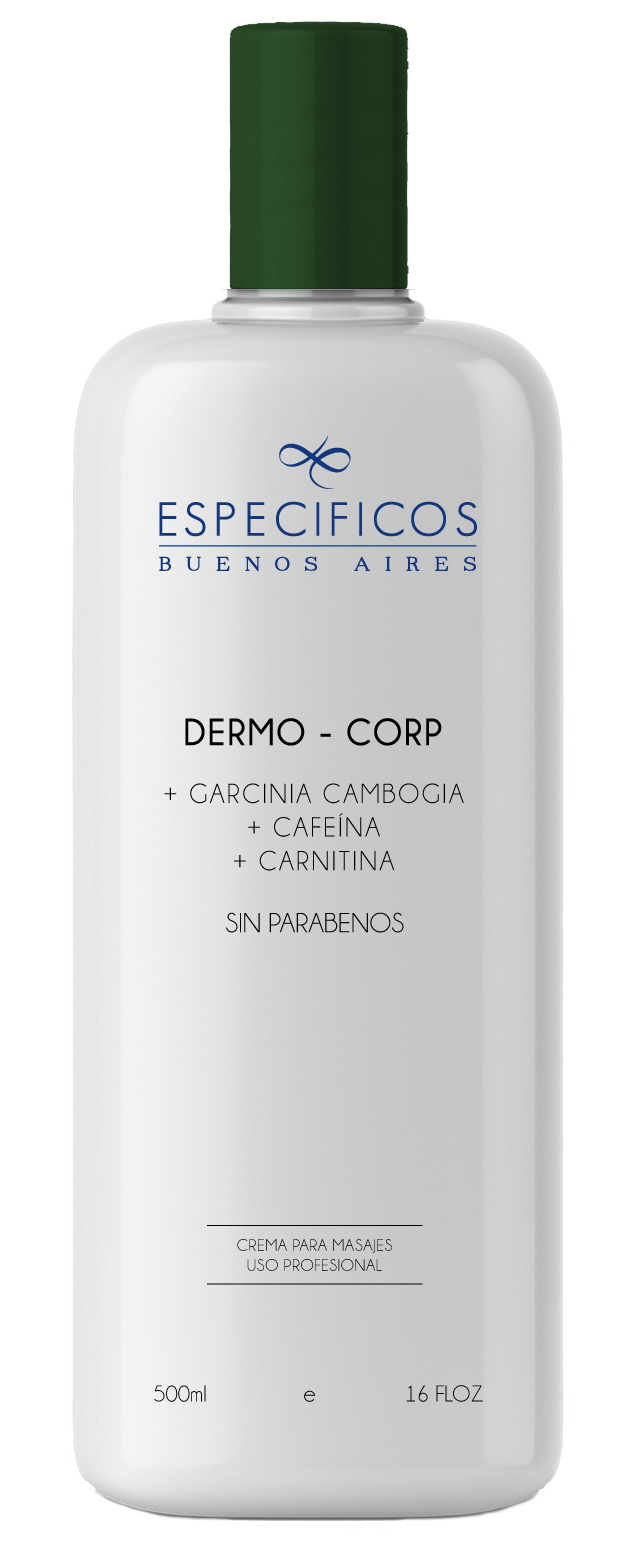 ESPECIFICOS
BUENOS AIRES
DERMO - CORP
+ GARCINIA CAMBOGIA
+ CAFEÍNA
+ CARNITINA
SIN PARABENOS
CREMA PARA MASAJES
USO PROFESIONAL
500ml e 16 FLOZ